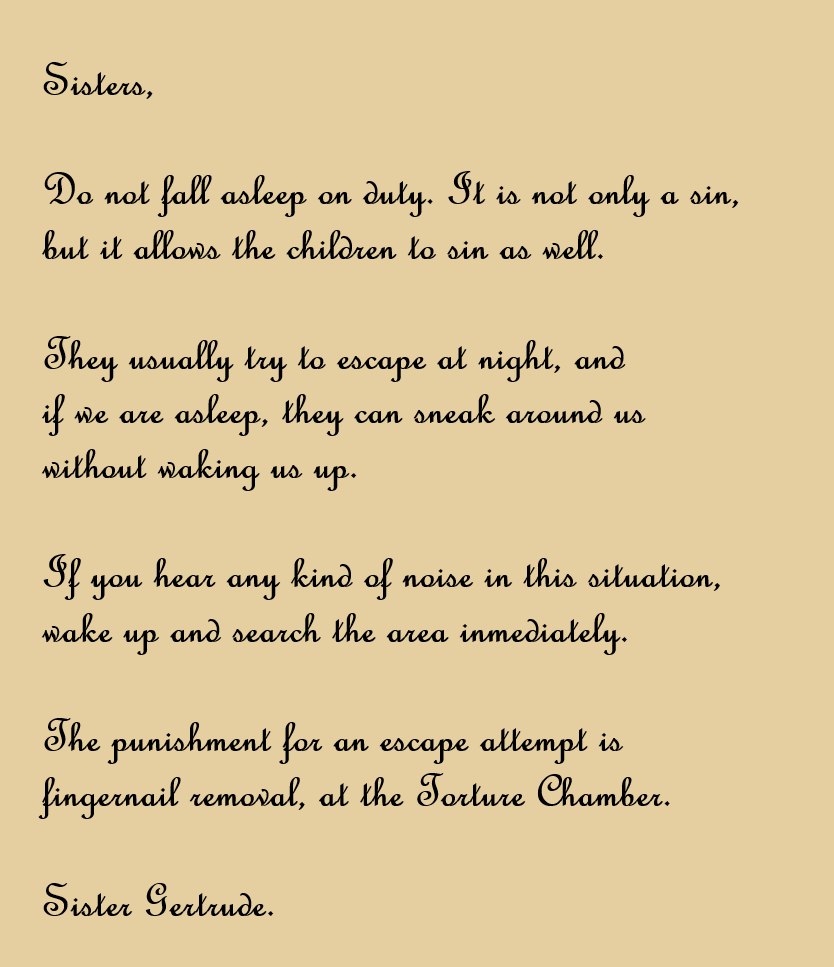 Sisters,
Do not fall asleep on duty. It is not only a sin,
but it allows the children to sin as well.
They usually try to escape at night, and
if we are asleep, they can sneak around us
without waking us up.
If you hear any kind of noise in this situation,
wake up and search the area inmediately.
The punishment for an escape attempt is
fingernail removal, at the Torture Chamber.
Sister Gertrude.